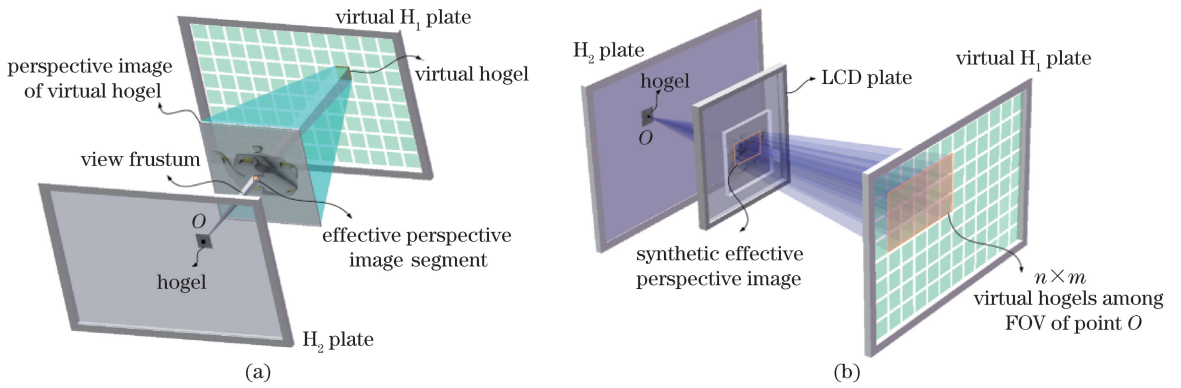 virtual H₁ plate
perspective image
of virtual hogel
virtual hogel
view frustum
O
effective perspective
image segment
hogel
H₂ plate
(a)
H₂ plate
hogel
O
LCD plate
virtual H₁ plate
synthetic effective
perspective image
n×m
virtual hogels among
FOV of point O
(b)